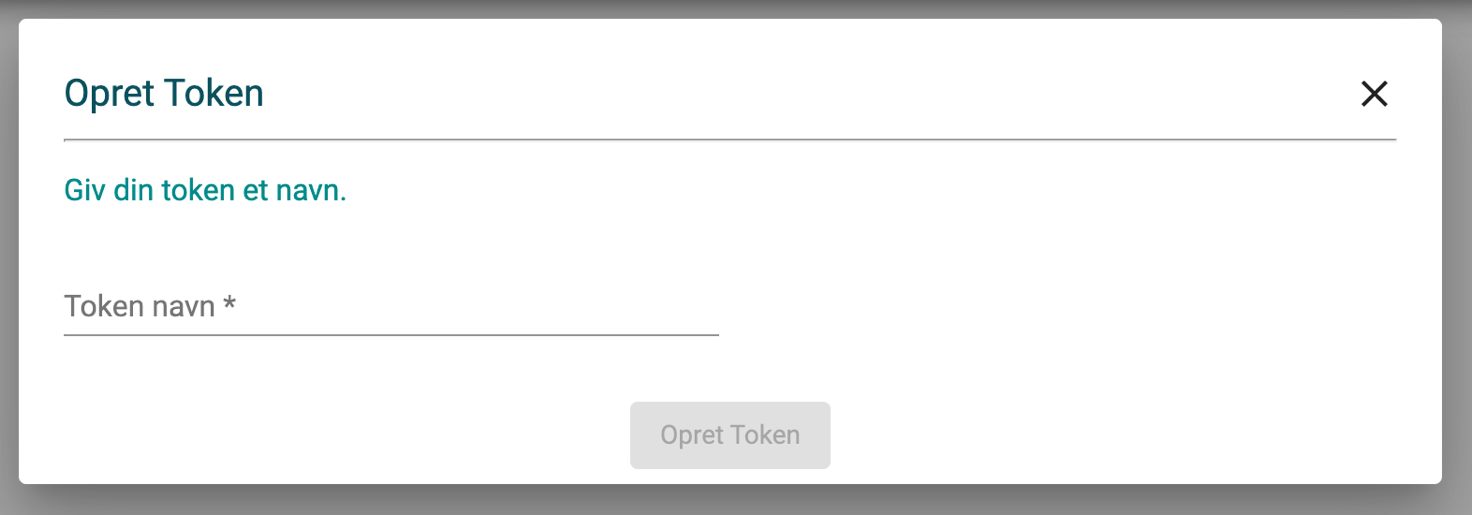 Opret Token
Giv din token et navn.
Token navn *
Opret Token